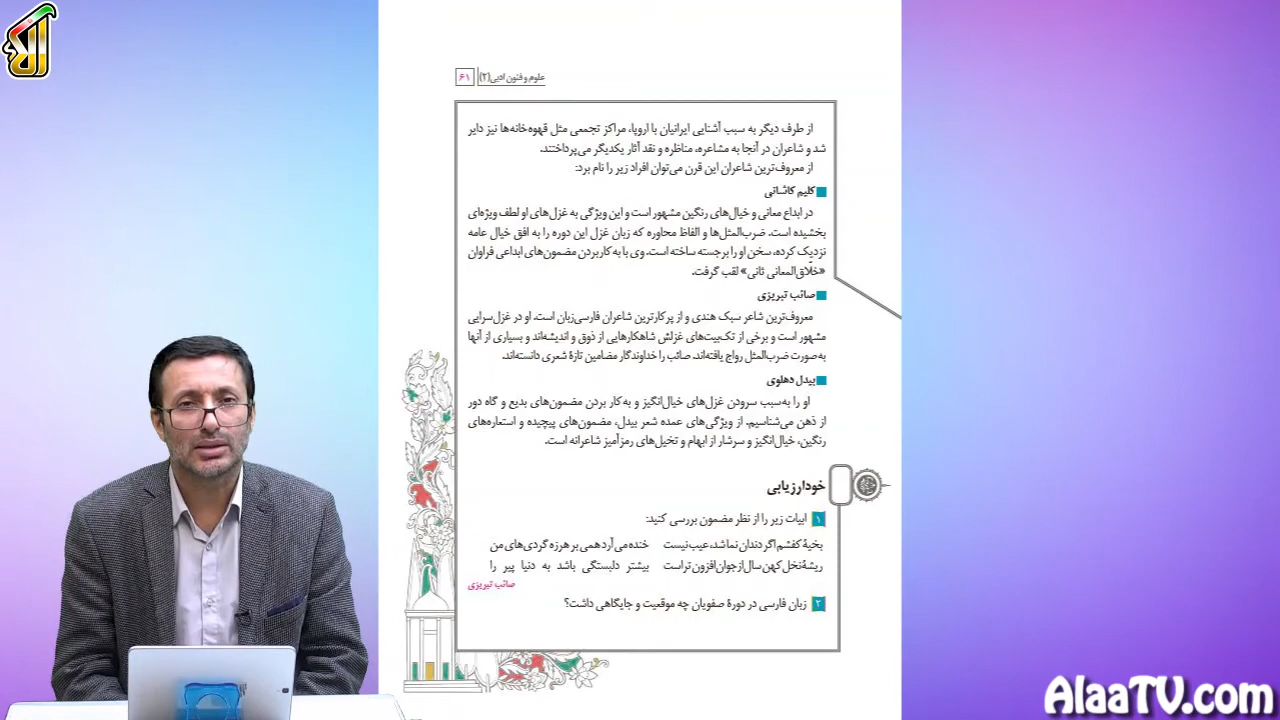 آلاء
علوم و فنون ادبی(۲) ۶۱
از طرف دیگر به سبب آشنایی ایرانیان با اروپا، مراکز تجمعی مثل قهوه‌خانه‌ها نیز دایر
شد و شاعران در آنجا به مشاعره، مناظره و نقد آثار یکدیگر می‌پرداختند.
از معروف‌ترین شاعران این قرن می‌توان افراد زیر را نام برد:
کلیم کاشانی
در ابداع معانی و خیال‌های رنگین مشهور است و این ویژگی به غزل‌های او لطف ویژه‌ای
بخشیده است. ضرب‌المثل‌ها و الفاظ محاوره که زبان غزل این دوره را به افق خیال عامه
نزدیک کرده، سخن او را برجسته ساخته است. وی با به کار بردن مضمون‌های ابداعی فراوان
«خلّاق‌المعانی ثانی» لقب گرفت.
صائب تبریزی
معروف‌ترین شاعر سبک هندی و از پرکارترین شاعران فارسی‌زبان است. او در غزل‌سرایی
مشهور است و برخی از تک‌بیت‌های غزلش شاهکارهایی از ذوق و اندیشه‌اند و بسیاری از آنها
به صورت ضرب‌المثل رواج یافته‌اند. صائب را خداوندگار مضامین تازهٔ شعری دانسته‌اند.
بیدل دهلوی
او را به سبب سرودن غزل‌های خیال‌انگیز و به کار بردن مضمون‌های بدیع و گاه دور
از ذهن می‌شناسیم. از ویژگی‌های عمده شعر بیدل، مضمون‌های پیچیده و استعاره‌های
رنگین، خیال‌انگیز و سرشار از ابهام و تخیل‌های رمزآمیز شاعرانه است.
خودارزیابی
۱ ابیات زیر را از نظر مضمون بررسی کنید:
بخیهٔ کفشم اگر دندان نما شد، عیب نیست خنده می‌آرد همی بر هرزه گردی‌های من
ریشهٔ نخل کهن سال از جوان افزون تر است بیشتر دلبستگی باشد به دنیا پیر را
صائب تبریزی
۲ زبان فارسی در دورهٔ صفویان چه موقعیت و جایگاهی داشت؟
AlaaTV.com